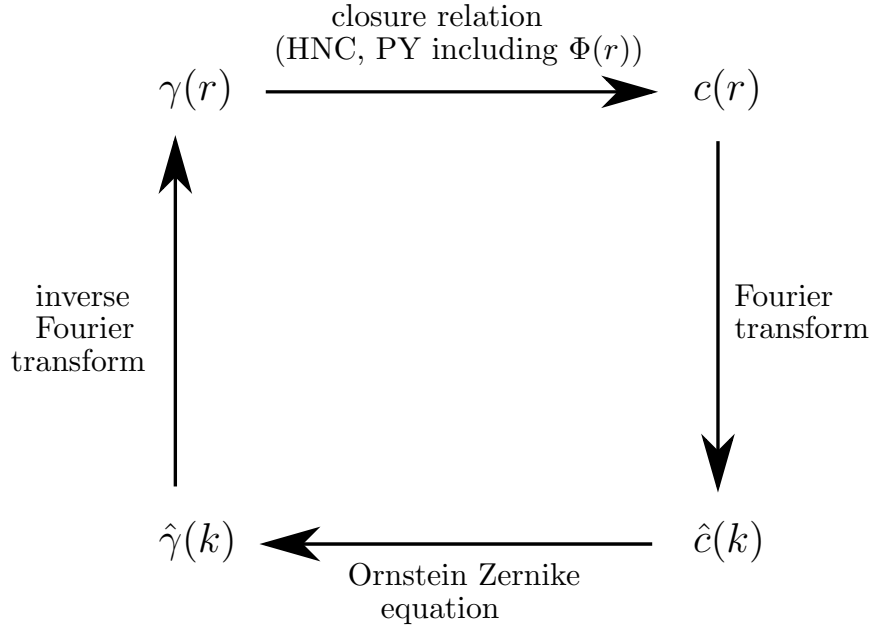 closure relation
(HNC, PY including Φ(r))
γ(r)
c(r)
inverse
Fourier
transform
Fourier
transform
γ̂(k)
ĉ(k)
Ornstein Zernike
equation